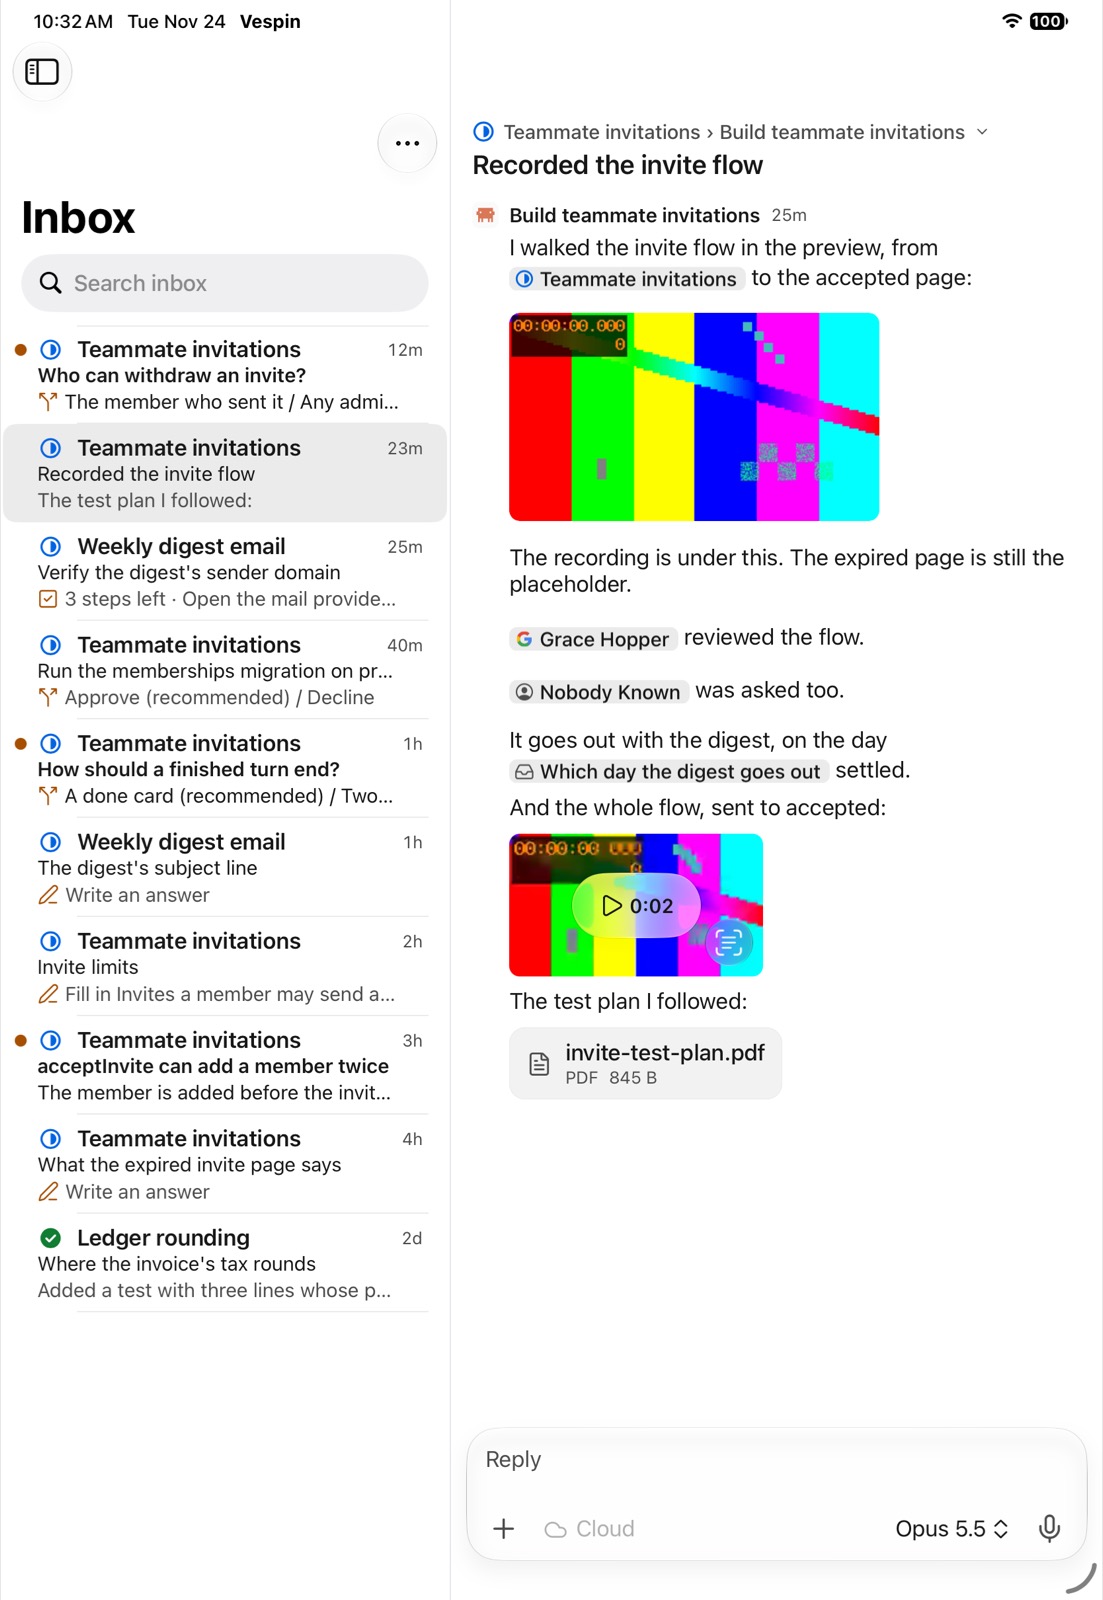 10:32 AM Tue Nov 24 Vespin
100
Inbox
Search inbox
Teammate invitations 12m
Who can withdraw an invite?
The member who sent it / Any admi...
Teammate invitations 23m
Recorded the invite flow
The test plan I followed:
Weekly digest email 25m
Verify the digest's sender domain
3 steps left · Open the mail provide...
Teammate invitations 40m
Run the memberships migration on pr...
Approve (recommended) / Decline
Teammate invitations 1h
How should a finished turn end?
A done card (recommended) / Two...
Weekly digest email 1h
The digest's subject line
Write an answer
Teammate invitations 2h
Invite limits
Fill in Invites a member may send a...
Teammate invitations 3h
acceptInvite can add a member twice
The member is added before the invit...
Teammate invitations 4h
What the expired invite page says
Write an answer
Ledger rounding 2d
Where the invoice's tax rounds
Added a test with three lines whose p...
Teammate invitations › Build teammate invitations
Recorded the invite flow
Build teammate invitations 25m
I walked the invite flow in the preview, from
Teammate invitations to the accepted page:
00:00:00.000
0
The recording is under this. The expired page is still the
placeholder.
Grace Hopper reviewed the flow.
Nobody Known was asked too.
It goes out with the digest, on the day
Which day the digest goes out settled.
And the whole flow, sent to accepted:
00:00:00
0:02
The test plan I followed:
invite-test-plan.pdf
PDF 845 B
Reply
Cloud
Opus 5.5